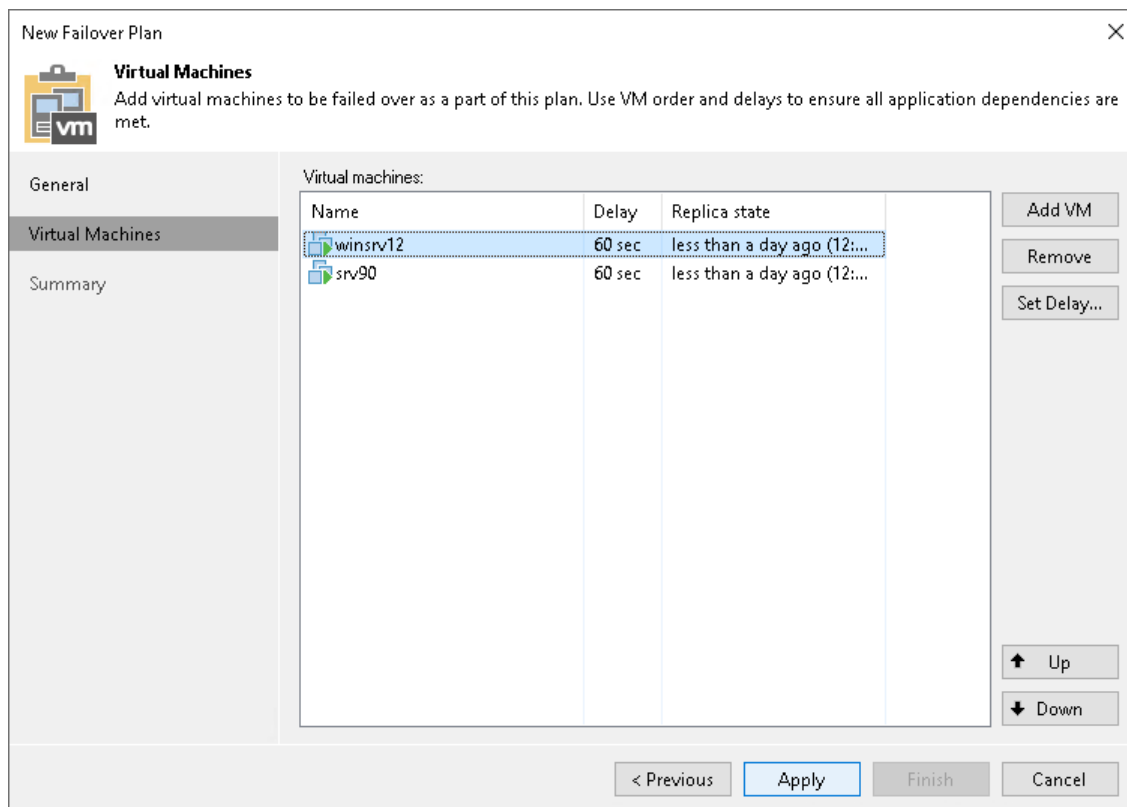 New Failover Plan
Virtual Machines
Add virtual machines to be failed over as a part of this plan. Use VM order and delays to ensure all application dependencies are
met.
vm
General
Virtual Machines
Summary
Virtual machines:
Name Delay Replica state
winsrv12 60 sec less than a day ago (12:...
srv90 60 sec less than a day ago (12:...
Add VM
Remove
Set Delay...
Up
Down
< Previous Apply Finish Cancel